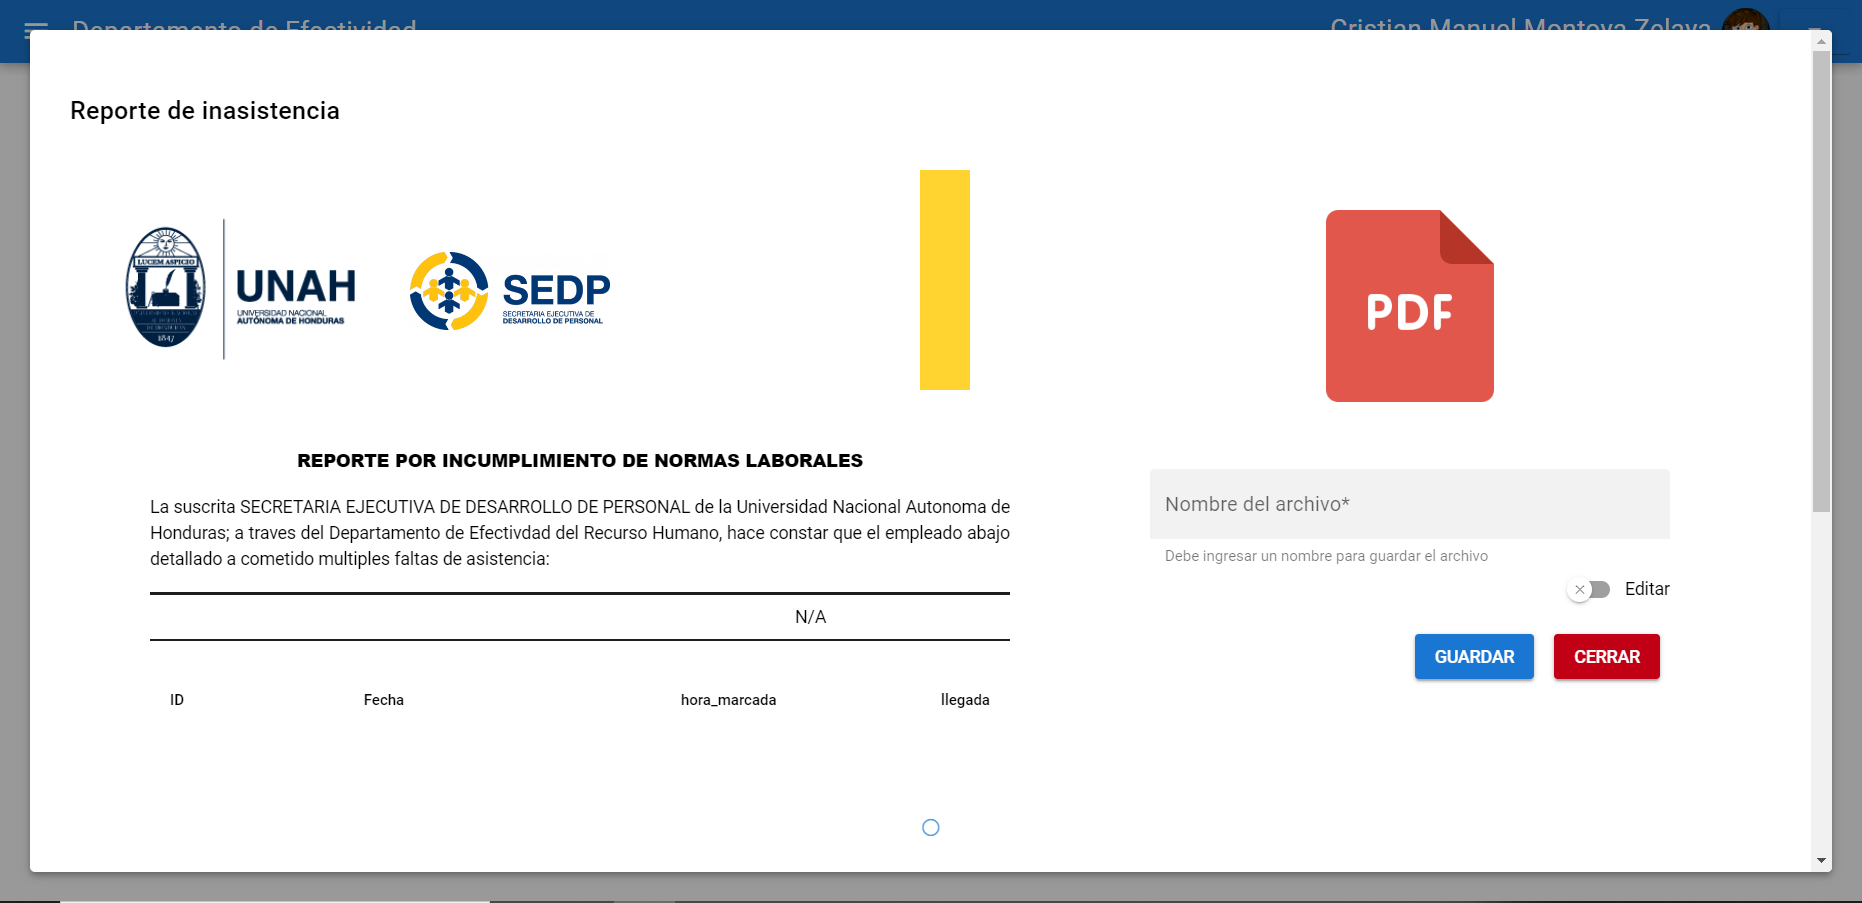 Departamento de Efectividad
Cristian Manuel Montoya Zelaya
Reporte de inasistencia
LUCEM ASPICIO
1847
UNAH
UNIVERSIDAD NACIONAL
AUTÓNOMA DE HONDURAS
SEDP
SECRETARIA EJECUTIVA DE
DESARROLLO DE PERSONAL
REPORTE POR INCUMPLIMIENTO DE NORMAS LABORALES
La suscrita SECRETARIA EJECUTIVA DE DESARROLLO DE PERSONAL de la Universidad Nacional Autonoma de
Honduras; a traves del Departamento de Efectivdad del Recurso Humano, hace constar que el empleado abajo
detallado a cometido multiples faltas de asistencia:
N/A
ID Fecha hora_marcada llegada
PDF
Nombre del archivo*
Debe ingresar un nombre para guardar el archivo
Editar
GUARDAR CERRAR